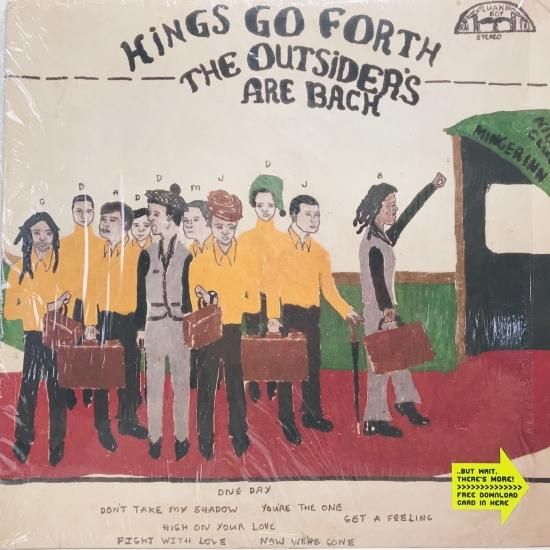 KINGS GO FORTH
THE OUTSIDER'S
ARE BACK
LUAKA
BOP
STEREO
MINGERINN
G D A D D M J D J B
ONE DAY
DON'T TAKE MY SHADOW YOU'RE THE ONE
HIGH ON YOUR LOVE GET A FEELING
FIGHT WITH LOVE NOW WE'RE GONE
..BUT WAIT,
THERE'S MORE!
>>>>>>>>>>>>>
FREE DOWNLOAD
CARD IN HERE